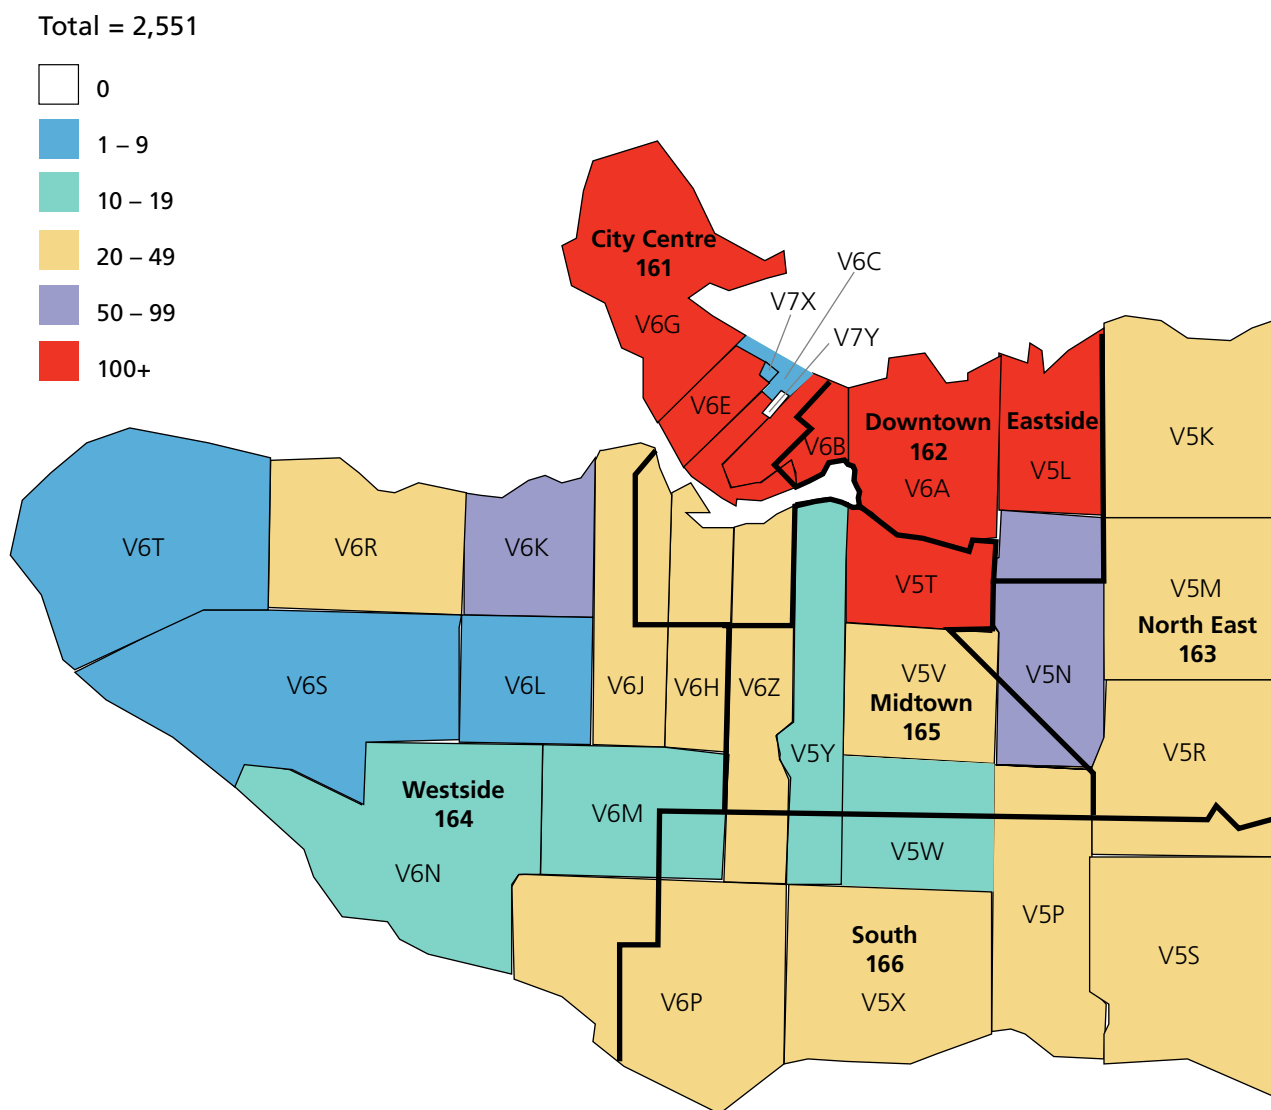 Total = 2,551
0
1 – 9
10 – 19
20 – 49
50 – 99
100+
City Centre
161
V6G
V6C
V7X
V7Y
V6E
V6B
Downtown
162
V6A
Eastside
V5L
V5K
V6T
V6R
V6K
V5T
V5M
North East
163
V6S
V6L
V6J
V6H
V6Z
V5Y
V5V
Midtown
165
V5N
V5R
Westside
164
V6N
V6M
V5W
V5P
South
166
V5X
V6P
V5S